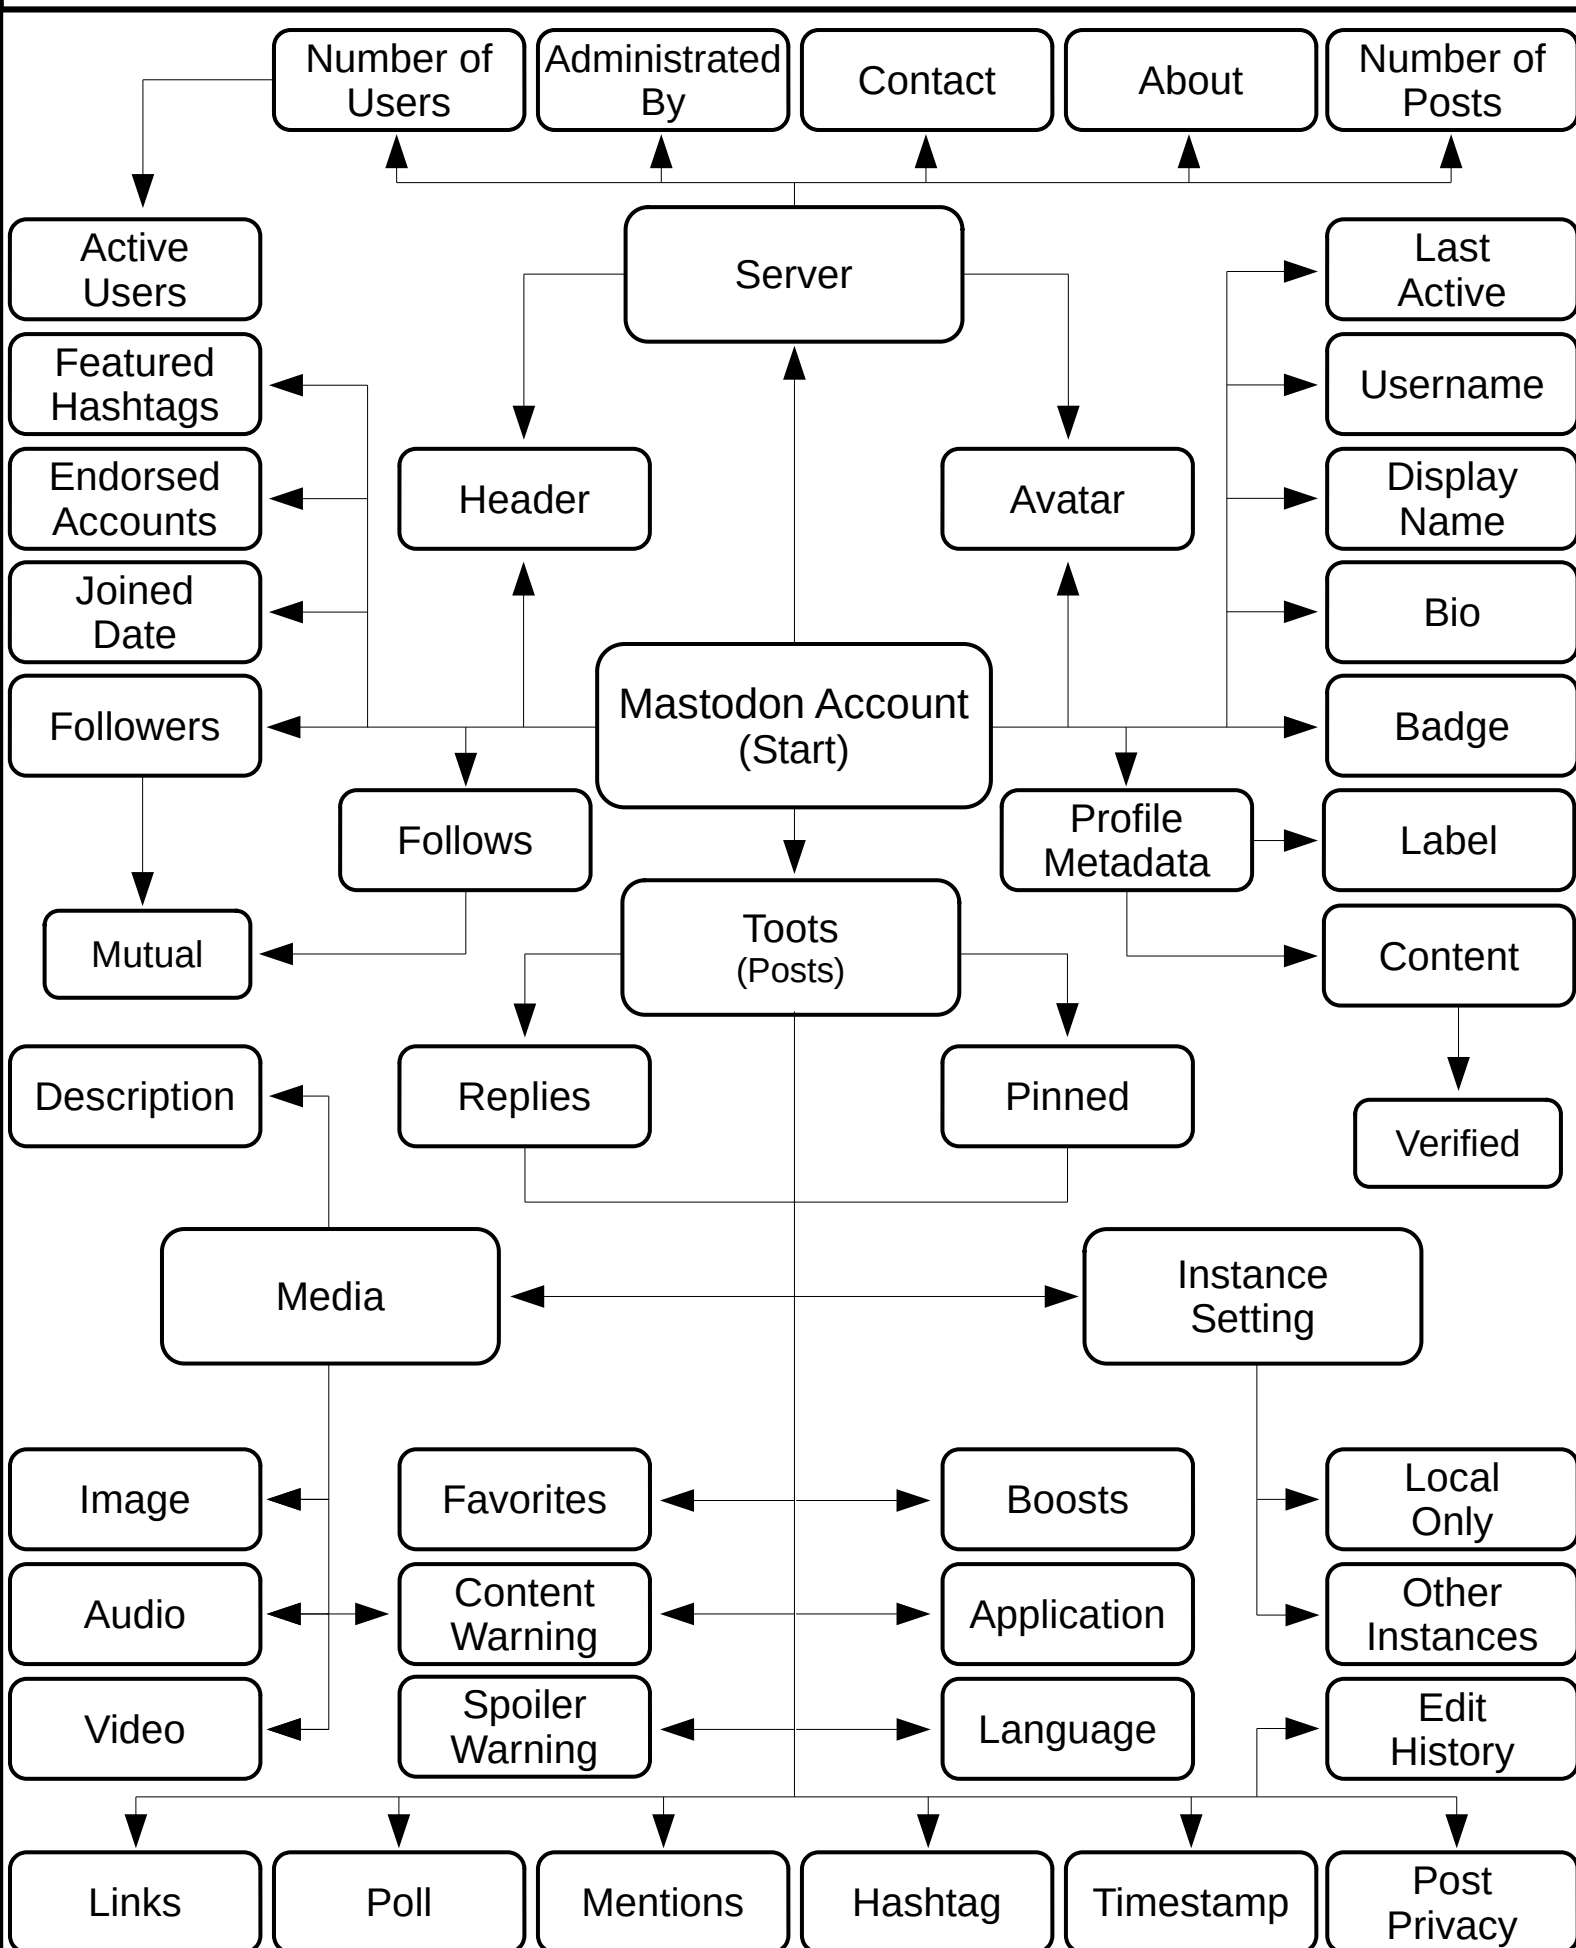 Number of
Users
Administrated
By
Contact
About
Number of
Posts
Active
Users
Server
Last
Active
Featured
Hashtags
Username
Endorsed
Accounts
Header
Avatar
Display
Name
Joined
Date
Bio
Followers
Mastodon Account
(Start)
Badge
Follows
Profile
Metadata
Label
Mutual
Toots
(Posts)
Content
Description
Replies
Pinned
Verified
Media
Instance
Setting
Image
Favorites
Boosts
Local
Only
Audio
Content
Warning
Application
Other
Instances
Video
Spoiler
Warning
Language
Edit
History
Links
Poll
Mentions
Hashtag
Timestamp
Post
Privacy